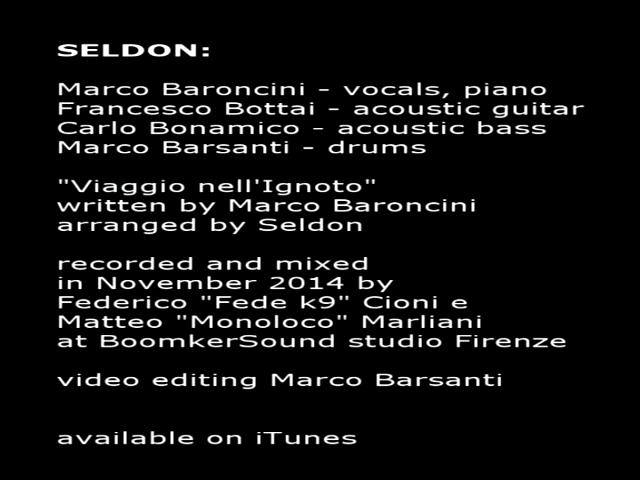 SELDON:
Marco Baroncini - vocals, piano
Francesco Bottai - acoustic guitar
Carlo Bonamico - acoustic bass
Marco Barsanti - drums
"Viaggio nell'Ignoto"
written by Marco Baroncini
arranged by Seldon
recorded and mixed
in November 2014 by
Federico "Fede k9" Cioni e
Matteo "Monoloco" Marliani
at BoomkerSound studio Firenze
video editing Marco Barsanti
available on iTunes